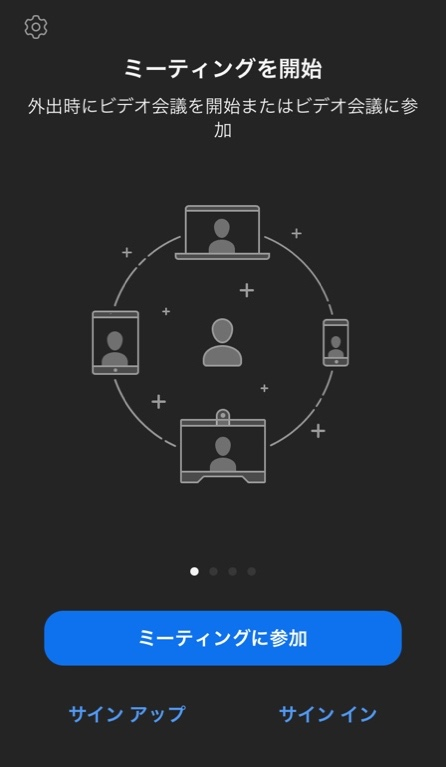 ミーティングを開始
外出時にビデオ会議を開始またはビデオ会議に参
加
ミーティングに参加
サイン アップ
サイン イン